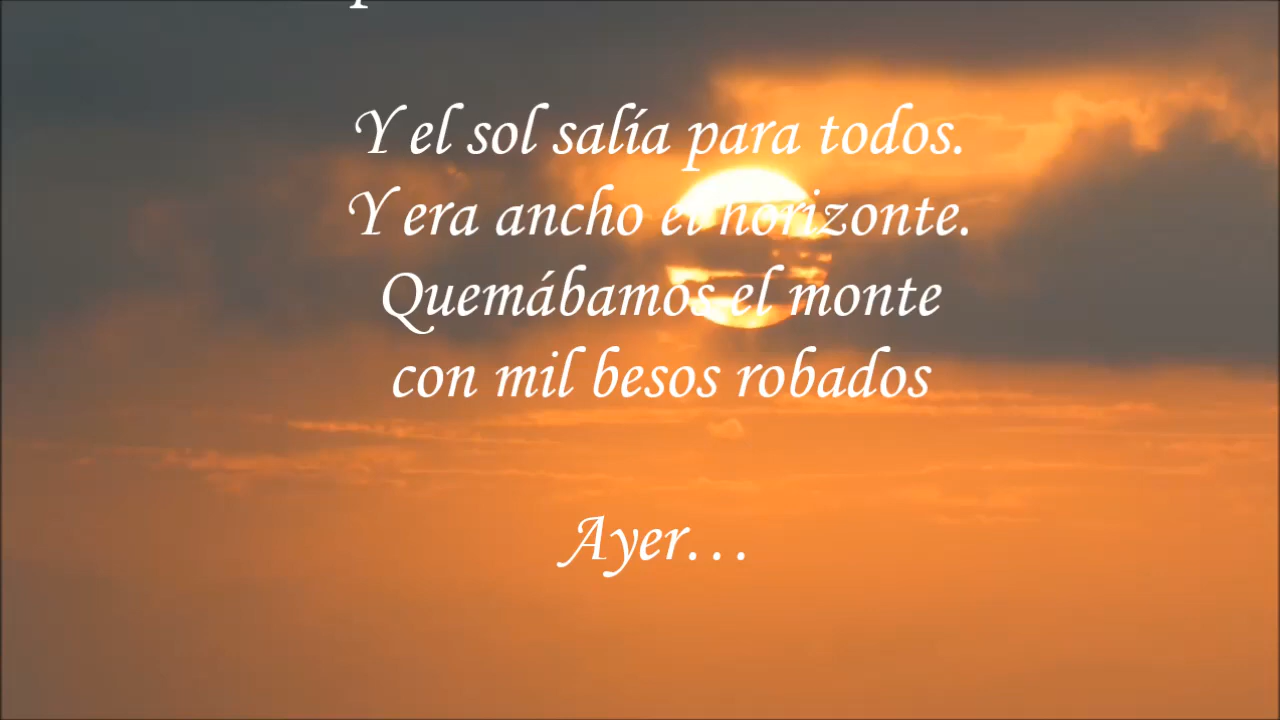 Y el sol salía para todos.
Y era ancho el horizonte.
Quemábamos el monte
con mil besos robados
Ayer…